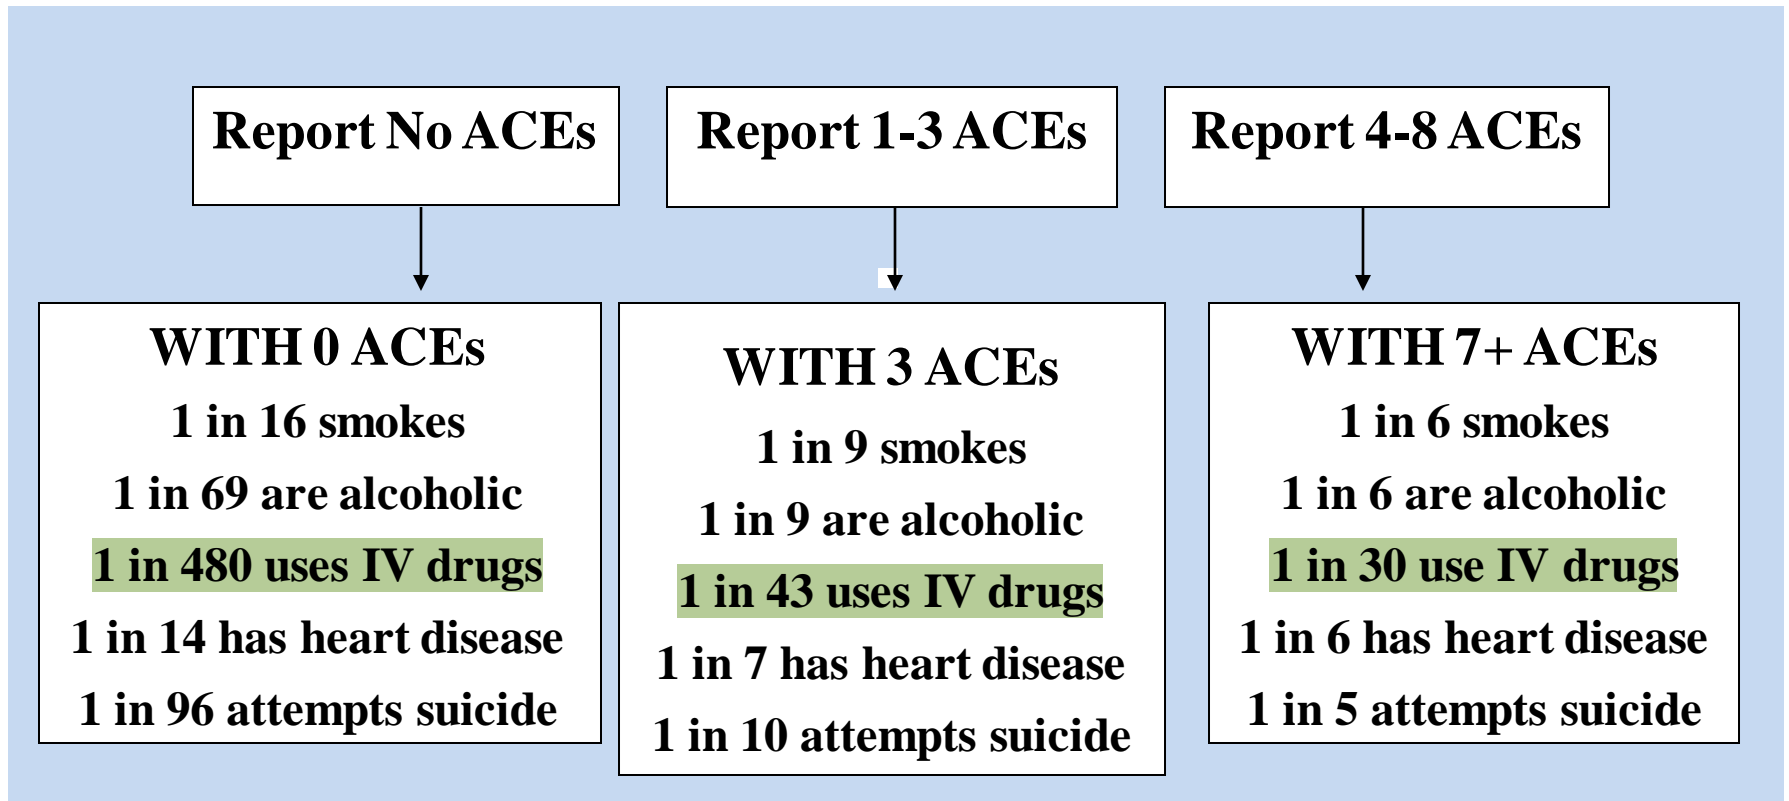 Report No ACEs
Report 1-3 ACEs
Report 4-8 ACEs
WITH 0 ACEs
1 in 16 smokes
1 in 69 are alcoholic
1 in 480 uses IV drugs
1 in 14 has heart disease
1 in 96 attempts suicide
WITH 3 ACEs
1 in 9 smokes
1 in 9 are alcoholic
1 in 43 uses IV drugs
1 in 7 has heart disease
1 in 10 attempts suicide
WITH 7+ ACEs
1 in 6 smokes
1 in 6 are alcoholic
1 in 30 use IV drugs
1 in 6 has heart disease
1 in 5 attempts suicide